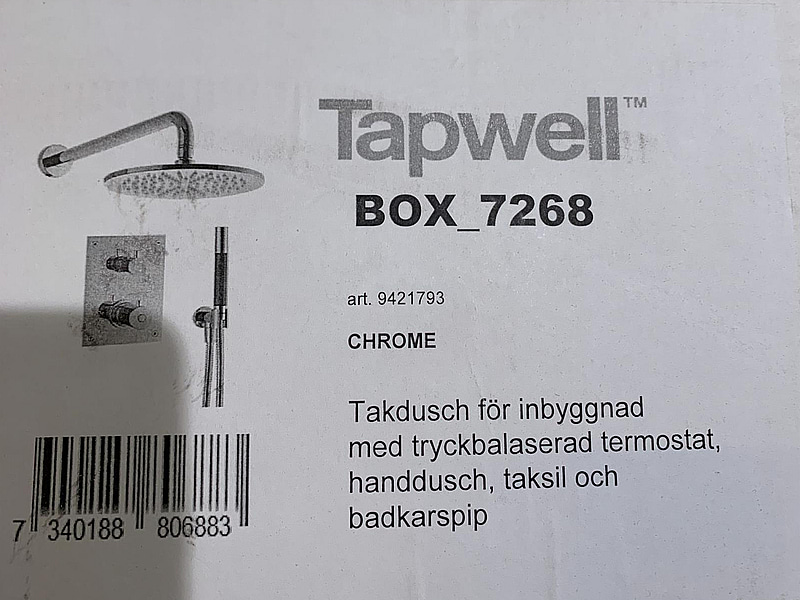 Tapwell™
BOX_7268
art. 9421793
CHROME
Takdusch för inbyggnad
med tryckbalaserad termostat,
handdusch, taksil och
badkarspip
7 340188 806883